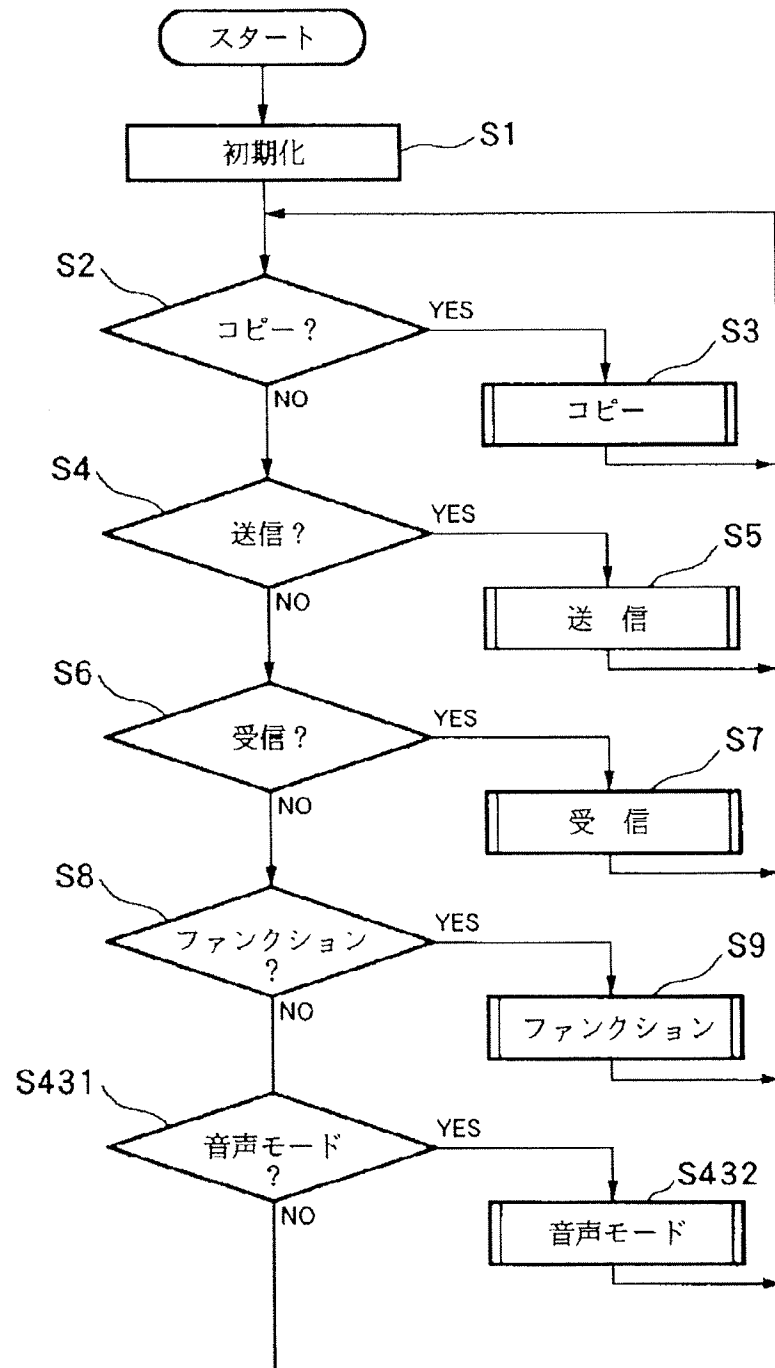 スタート
初期化
S1
S2
コピー?
YES
NO
S3
コピー
S4
送信?
YES
NO
S5
送 信
S6
受信?
YES
NO
S7
受 信
S8
ファンクション
?
YES
NO
S9
ファンクション
S431
音声モード
?
YES
NO
S432
音声モード